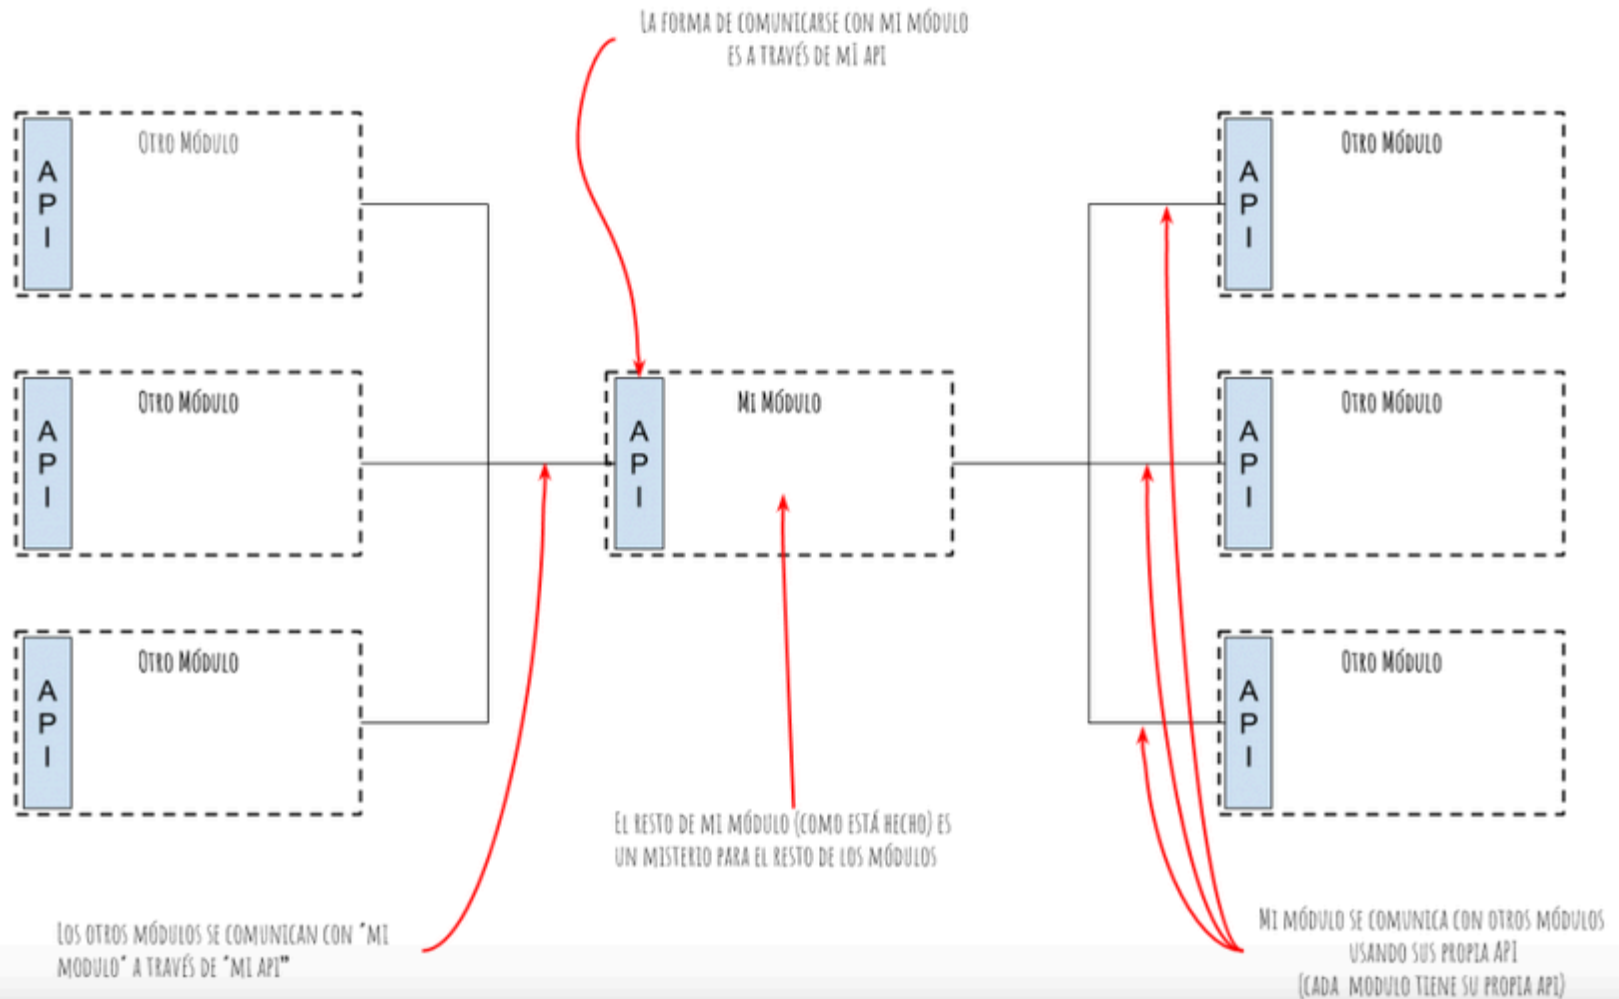 La forma de comunicarse con mi módulo
es a través de mi api
Otro Módulo
API
Otro Módulo
API
Otro Módulo
API
Mi Módulo
API
Otro Módulo
API
Otro Módulo
API
Otro Módulo
API
El resto de mi módulo (como está hecho) es
un misterio para el resto de los módulos
Los otros módulos se comunican con "mi
modulo" a través de "mi api"
Mi módulo se comunica con otros módulos
usando sus propia API
(cada modulo tiene su propia api)